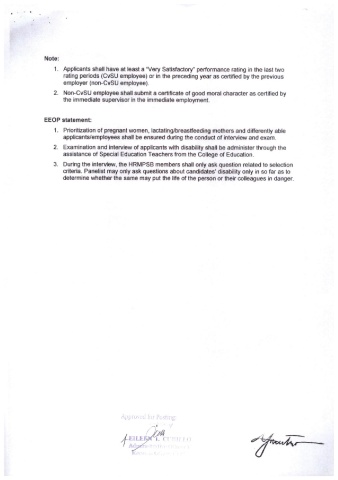 Note:
1. Applicants shall have at least a "Very Satisfactory" performance rating in the last two
rating periods (CvSU employee) or in the preceding year as certified by the previous
employer (non-CvSU employee).
2. Non-CvSU employee shall submit a certificate of good moral character as certified by
the immediate supervisor in the immediate employment.
EEOP statement:
1. Prioritization of pregnant women, lactating/breastfeeding mothers and differently able
applicants/employees shall be ensured during the conduct of interview and exam.
2. Examination and interview of applicants with disability shall be administer through the
assistance of Special Education Teachers from the College of Education.
3. During the interview, the HRMPSB members shall only ask question related to selection
criteria. Panelist may only ask questions about candidates' disability only in so far as to
determine whether the same may put the life of the person or their colleagues in danger.
Approved for Posting: